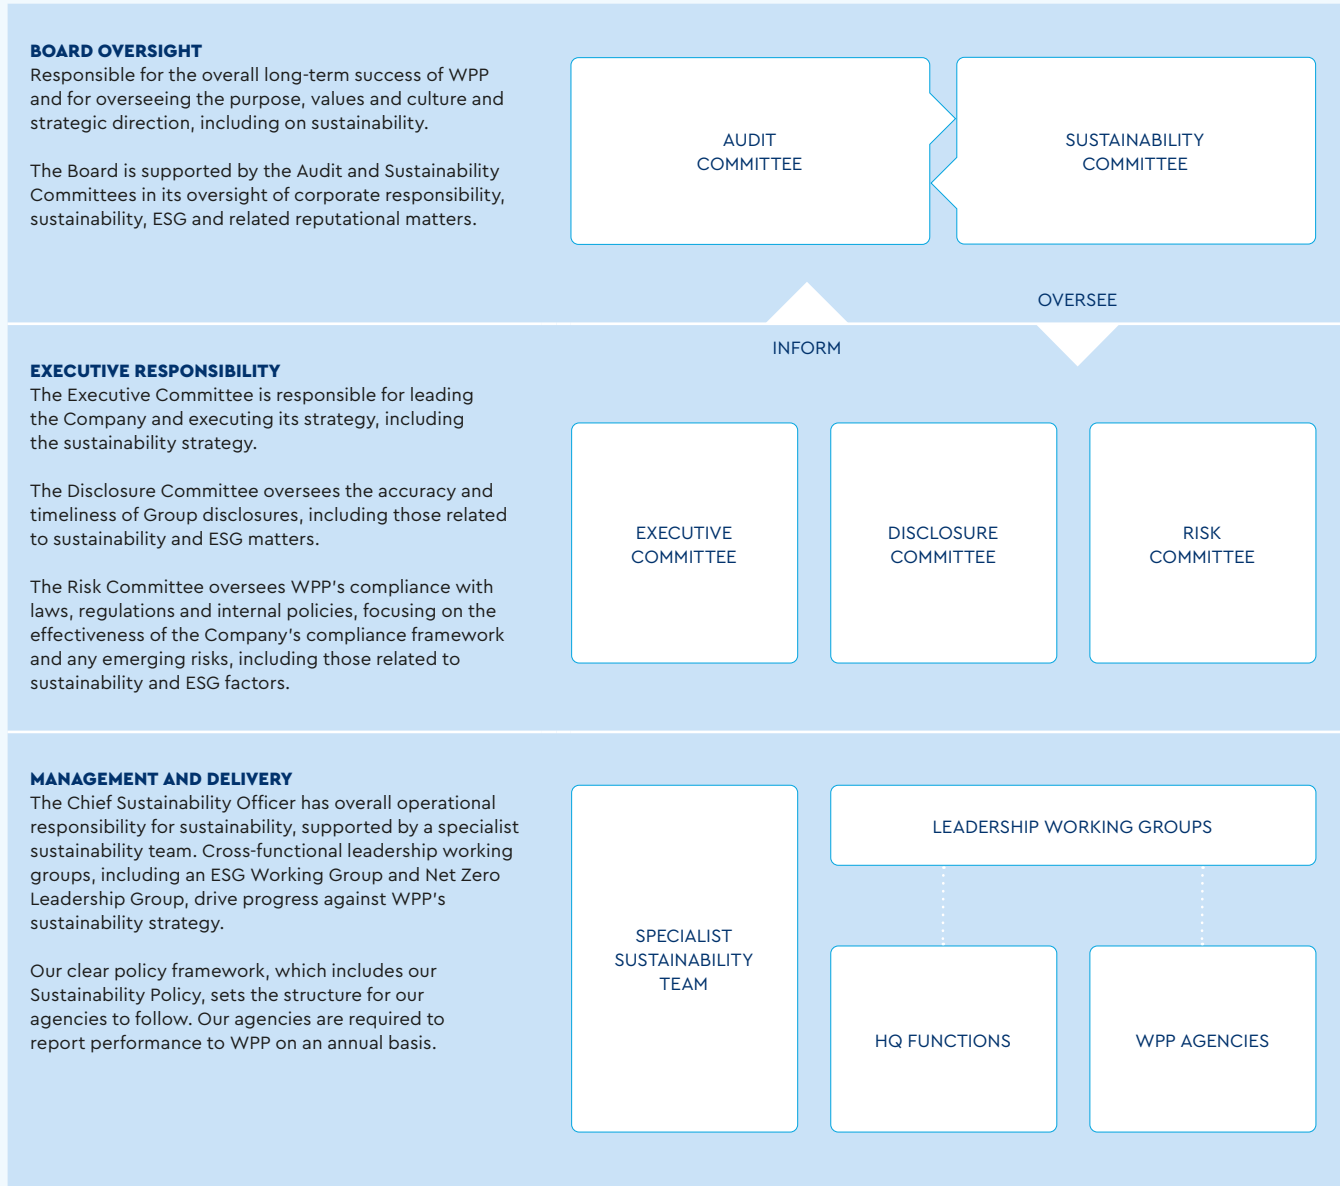 BOARD OVERSIGHT
Responsible for the overall long-term success of WPP
and for overseeing the purpose, values and culture and
strategic direction, including on sustainability.
The Board is supported by the Audit and Sustainability
Committees in its oversight of corporate responsibility,
sustainability, ESG and related reputational matters.
AUDIT
COMMITTEE
SUSTAINABILITY
COMMITTEE
OVERSEE
INFORM
EXECUTIVE RESPONSIBILITY
The Executive Committee is responsible for leading
the Company and executing its strategy, including
the sustainability strategy.
The Disclosure Committee oversees the accuracy and
timeliness of Group disclosures, including those related
to sustainability and ESG matters.
The Risk Committee oversees WPP's compliance with
laws, regulations and internal policies, focusing on the
effectiveness of the Company's compliance framework
and any emerging risks, including those related to
sustainability and ESG factors.
EXECUTIVE
COMMITTEE
DISCLOSURE
COMMITTEE
RISK
COMMITTEE
MANAGEMENT AND DELIVERY
The Chief Sustainability Officer has overall operational
responsibility for sustainability, supported by a specialist
sustainability team. Cross-functional leadership working
groups, including an ESG Working Group and Net Zero
Leadership Group, drive progress against WPP's
sustainability strategy.
Our clear policy framework, which includes our
Sustainability Policy, sets the structure for our
agencies to follow. Our agencies are required to
report performance to WPP on an annual basis.
SPECIALIST
SUSTAINABILITY
TEAM
LEADERSHIP WORKING GROUPS
HQ FUNCTIONS
WPP AGENCIES